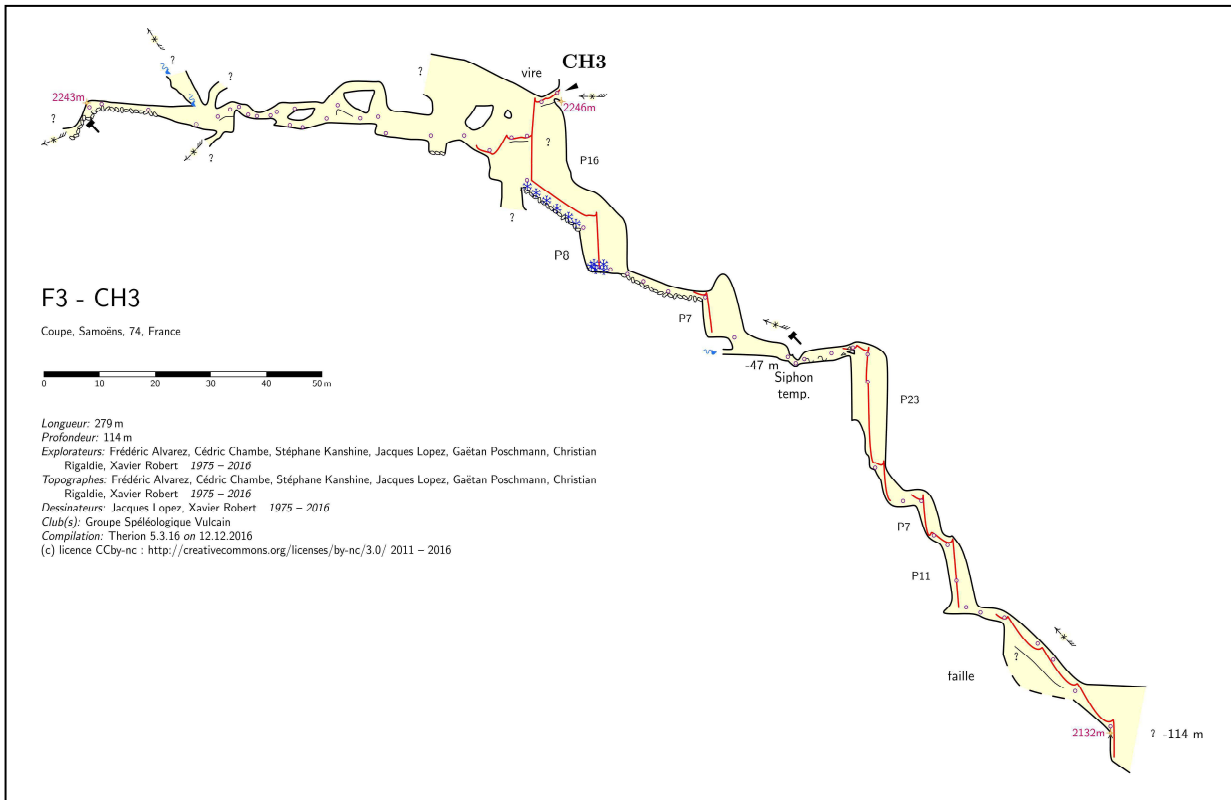 CH3
vire
?
?
?
2243m
2246m
?
?
?
P16
?
P8
F3 - CH3
Coupe, Samoëns, 74, France
0 10 20 30 40 50 m
P7
-47 m
Siphon
temp.
P23
Longueur: 279 m
Profondeur: 114 m
Explorateurs: Frédéric Alvarez, Cédric Chambe, Stéphane Kanshine, Jacques Lopez, Gaëtan Poschmann, Christian
Rigaldie, Xavier Robert 1975 – 2016
Topographes: Frédéric Alvarez, Cédric Chambe, Stéphane Kanshine, Jacques Lopez, Gaëtan Poschmann, Christian
Rigaldie, Xavier Robert 1975 – 2016
Dessinateurs: Jacques Lopez, Xavier Robert 1975 – 2016
Club(s): Groupe Spéléologique Vulcain
Compilation: Therion 5.3.16 on 12.12.2016
(c) licence CCby-nc : http://creativecommons.org/licenses/by-nc/3.0/ 2011 – 2016
P7
P11
?
faille
2132m
? -114 m